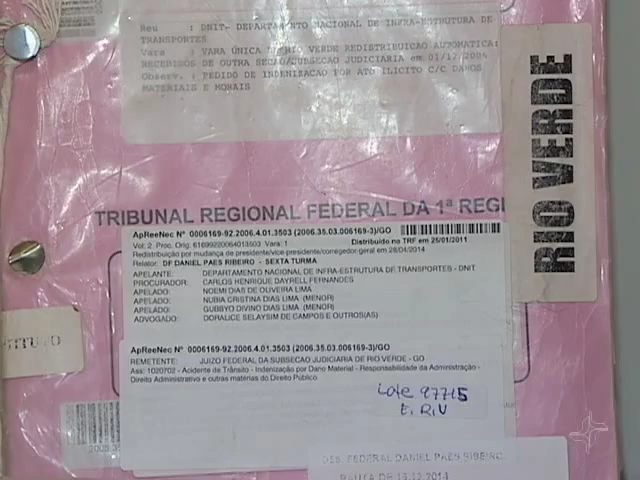 Reu : DNIT- DEPARTAMENTO NACIONAL DE INFRA-ESTRUTURA DE
TRANSPORTES
Vara : VARA ÚNICA RIO VERDE REDISTRIBUICAO AUTOMATICA:
RECEBIDOS DE OUTRA SECAO/SUBSECAO JUDICIARIA em 01/12/2006
Observ. : PEDIDO DE INDENIZACAO POR ATO ILICITO C/C DANOS
MATERIAIS E MORAIS
RIO VERDE
TRIBUNAL REGIONAL FEDERAL DA 1ª REGI
ApReeNec Nº 0006169-92.2006.4.01.3503 (2006.35.03.006169-3)/GO
Vol: 2 Proc. Orig: 61699220064013503 Vara: 1
Distribuído no TRF em 25/01/2011
Redistribuição por mudança de presidente/vice-presidente/corregedor-geral em 28/04/2014
Relator: DF DANIEL PAES RIBEIRO - SEXTA TURMA
APELANTE: DEPARTAMENTO NACIONAL DE INFRA-ESTRUTURA DE TRANSPORTES - DNIT
PROCURADOR: CARLOS HENRIQUE DAYRELL FERNANDES
APELADO: NOEMI DIAS DE OLIVEIRA LIMA
APELADO: NUBIA CRISTINA DIAS LIMA (MENOR)
APELADO: GUBBYO DIVINO DIAS LIMA (MENOR)
ADVOGADO: DORALICE SELAYSIM DE CAMPOS E OUTROS(AS)
ApReeNec Nº 0006169-92.2006.4.01.3503 (2006.35.03.006169-3)/GO
REMETENTE: JUIZO FEDERAL DA SUBSECAO JUDICIARIA DE RIO VERDE - GO
Ass: 1020702 - Acidente de Trânsito - Indenização por Dano Material - Responsabilidade da Administração -
Direito Administrativo e outras matérias do Direito Público
Lote 97715
E. R.V
TITUTO
2006.35
DES. FEDERAL DANIEL PAES RIBEIRO
PAUTA DE 15.12.2014